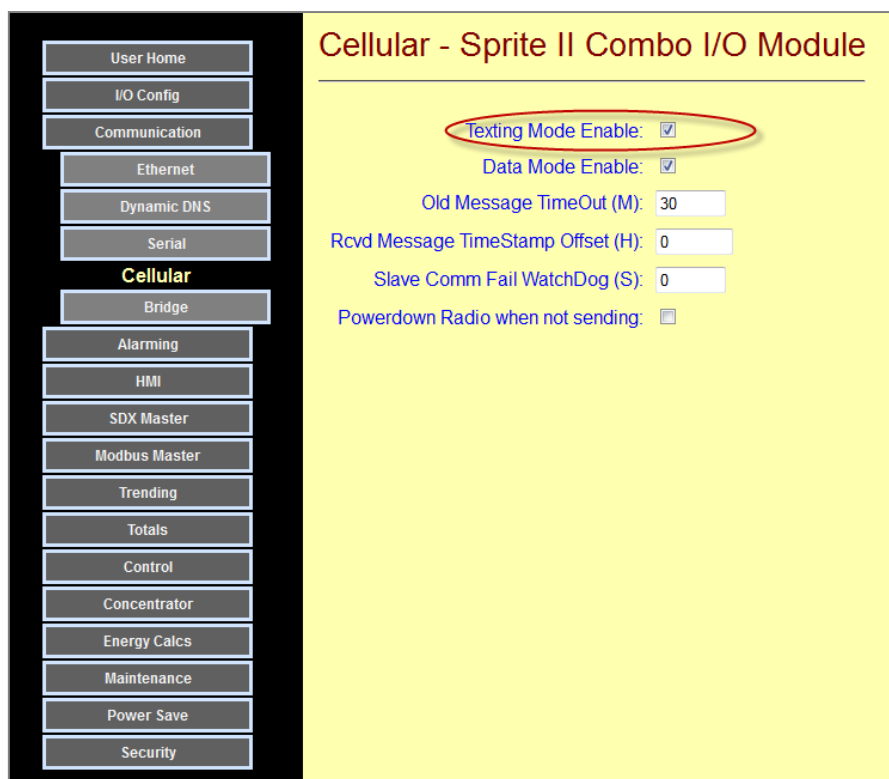 User Home
I/O Config
Communication
Ethernet
Dynamic DNS
Serial
Cellular
Bridge
Alarming
HMI
SDX Master
Modbus Master
Trending
Totals
Control
Concentrator
Energy Calcs
Maintenance
Power Save
Security
Cellular - Sprite II Combo I/O Module
Texting Mode Enable:
Data Mode Enable:
Old Message TimeOut (M): 30
Rcvd Message TimeStamp Offset (H): 0
Slave Comm Fail WatchDog (S): 0
Powerdown Radio when not sending: